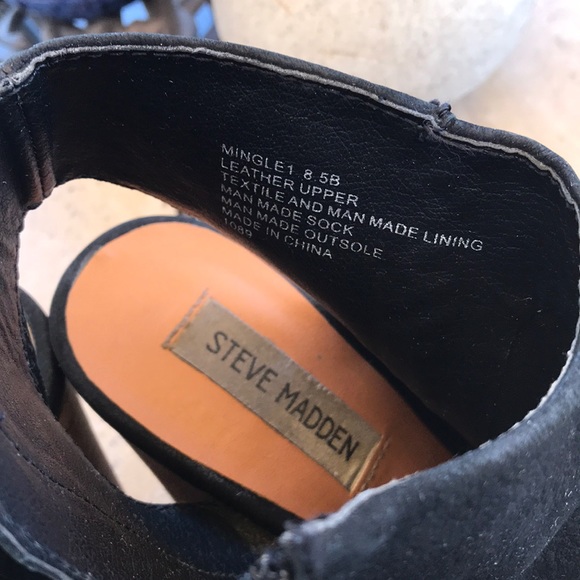 MiNGLE1 8.5B
LEATHER UPPER
TEXTILE AND MAN MADE LINING
MAN MADE SOCK
MAN MADE OUTSOLE
MADE IN CHINA
1089
STEVE MADDEN